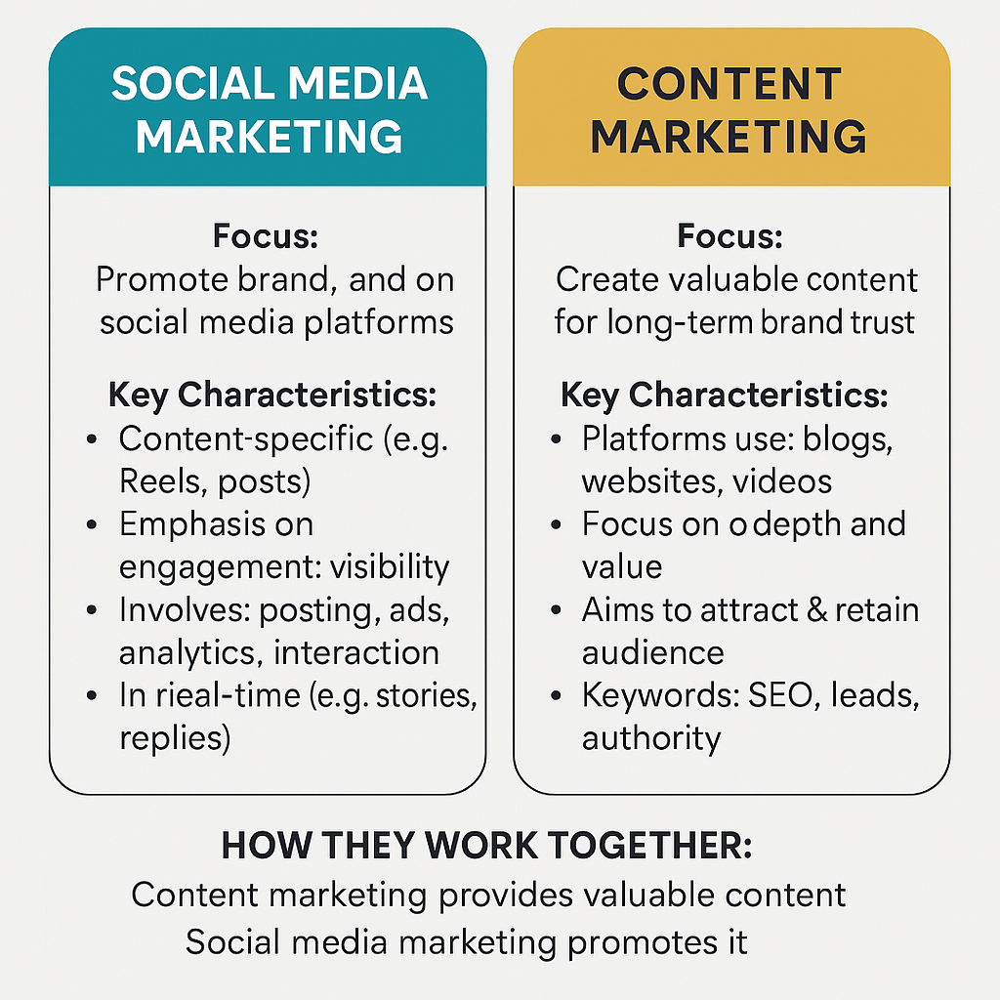 SOCIAL MEDIA
MARKETING
Focus:
Promote brand, and on
social media platforms
Key Characteristics:
• Content-specific (e.g.
Reels, posts)
• Emphasis on
engagement: visibility
• Involves: posting, ads,
analytics, interaction
• In rieal-time (e.g. stories,
replies)
CONTENT
MARKETING
Focus:
Create valuable content
for long-term brand trust
Key Characteristics:
• Platforms use: blogs,
websites, videos
• Focus on o depth and
value
• Aims to attract & retain
audience
• Keywords: SEO, leads,
authority
HOW THEY WORK TOGETHER:
Content marketing provides valuable content
Social media marketing promotes it